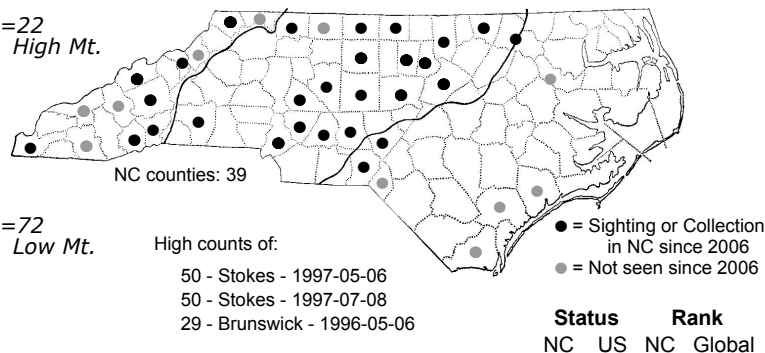 =22
High Mt.
NC counties: 39
=72
Low Mt.
High counts of:
50 - Stokes - 1997-05-06
50 - Stokes - 1997-07-08
29 - Brunswick - 1996-05-06
● = Sighting or Collection
in NC since 2006
● = Not seen since 2006
Status Rank
NC US NC Global